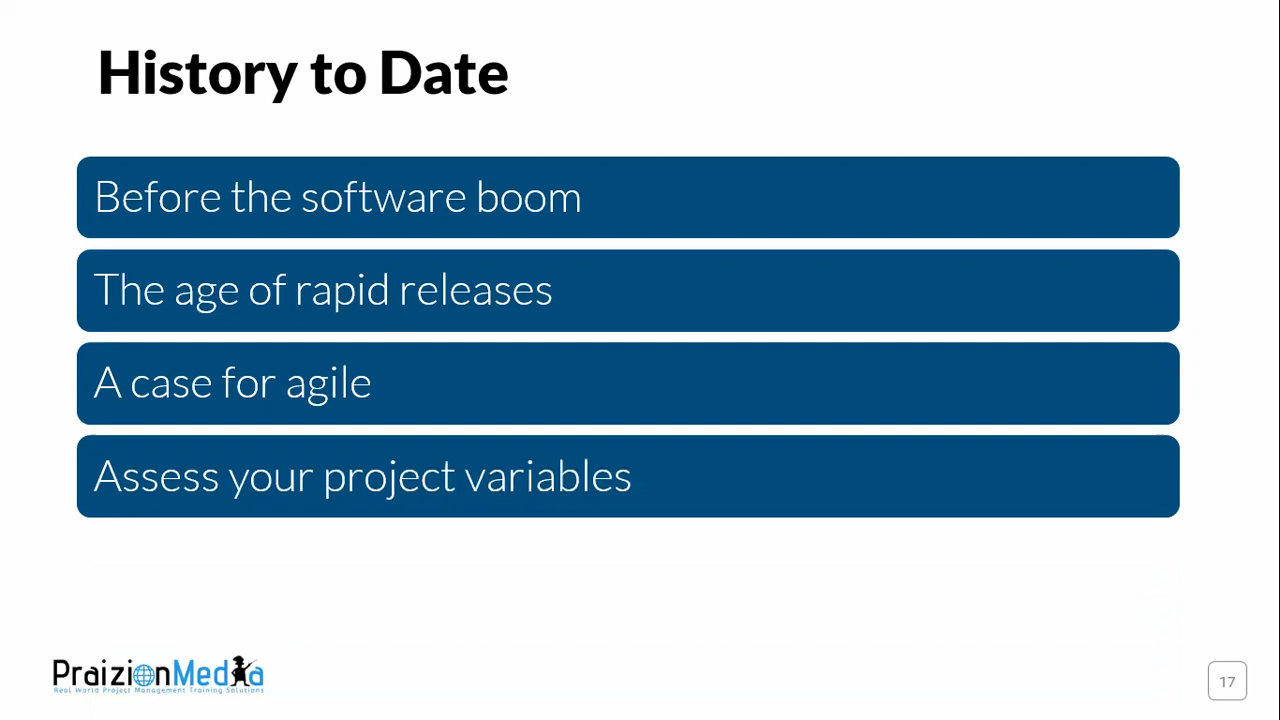 History to Date
Before the software boom
The age of rapid releases
A case for agile
Assess your project variables
PraizionMedia
Real World Project Management Training Solutions
17